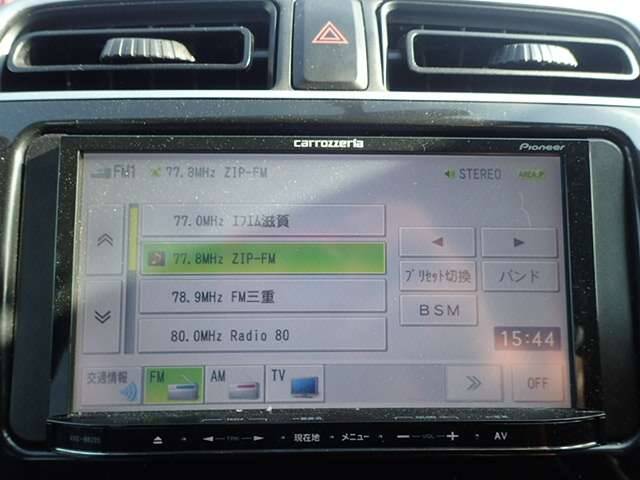 carrozzeria
Pioneer
FM1 77.8MHz ZIP-FM STEREO
77.0MHz エフエム滋賀
77.8MHz ZIP-FM
78.9MHz FM三重
80.0MHz Radio 80
プリセット切換 バンド
BSM
15:44
交通情報 FM AM TV OFF
TRK 現在地 メニュー VOL AV